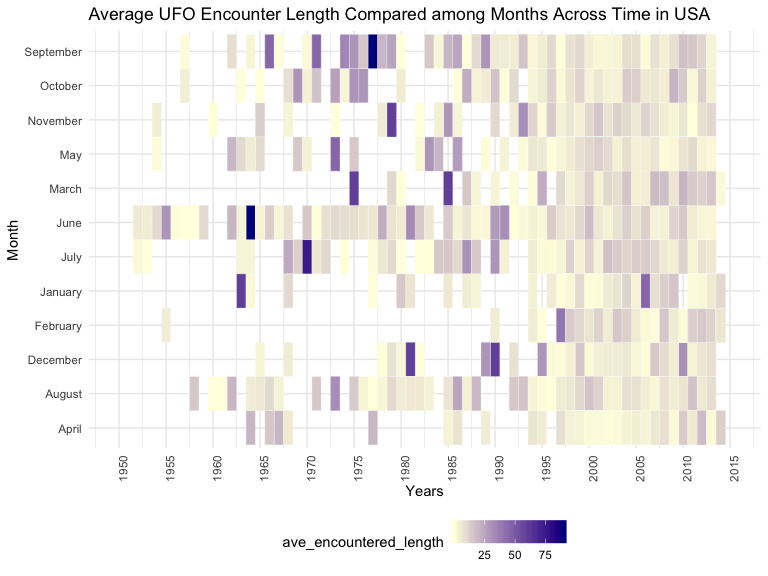 Average UFO Encounter Length Compared among Months Across Time in USA
Month
September
October
November
May
March
June
July
January
February
December
August
April
1950 1955 1960 1965 1970 1975 1980 1985 1990 1995 2000 2005 2010 2015
Years
ave_encountered_length
25 50 75